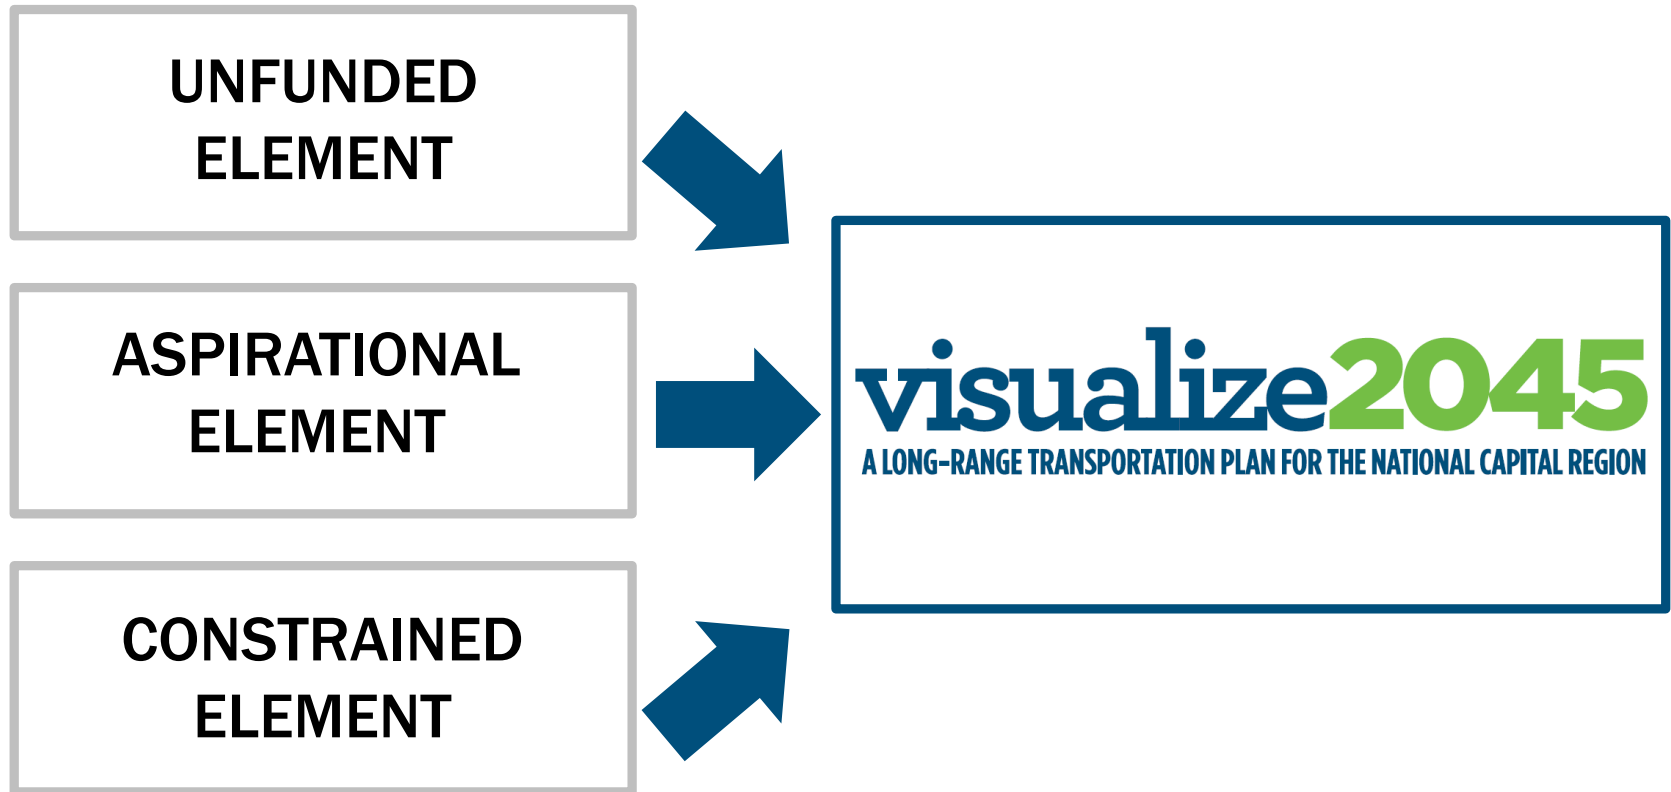 UNFUNDED
ELEMENT
ASPIRATIONAL
ELEMENT
CONSTRAINED
ELEMENT
visualize2045
A LONG-RANGE TRANSPORTATION PLAN FOR THE NATIONAL CAPITAL REGION